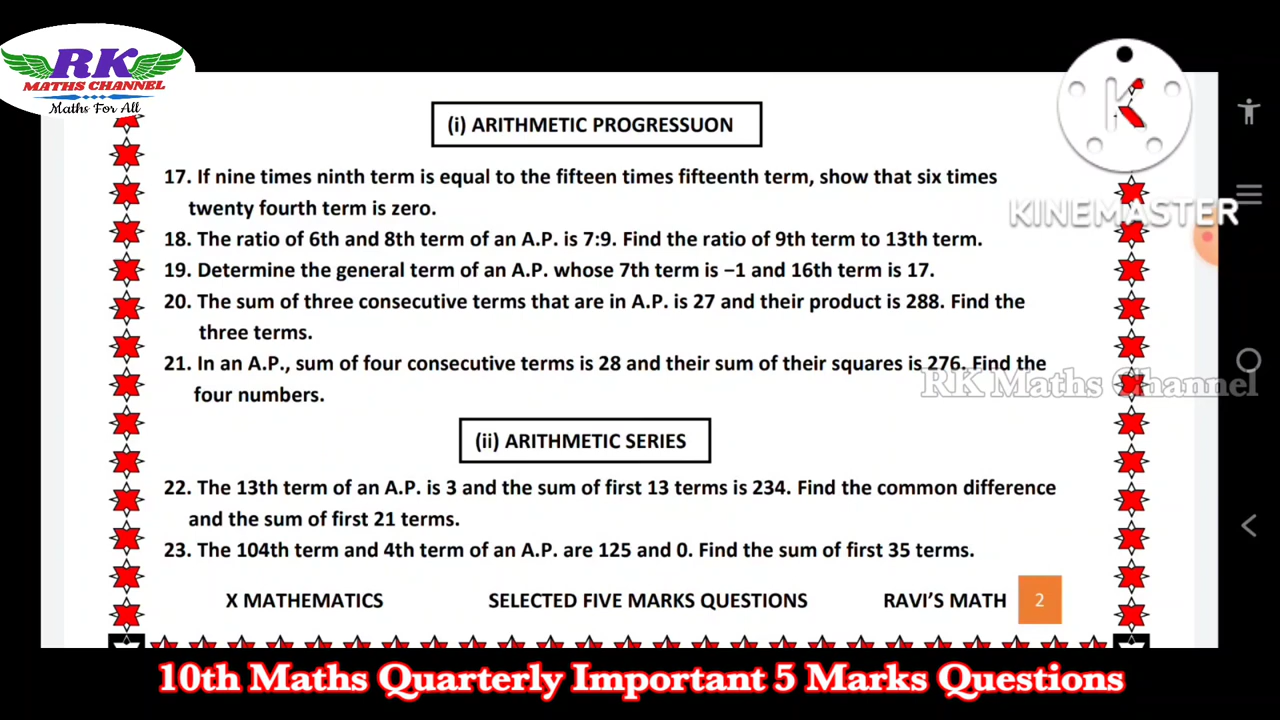 RK
MATHS CHANNEL
Maths For All
(i) ARITHMETIC PROGRESSUON
17. If nine times ninth term is equal to the fifteen times fifteenth term, show that six times
twenty fourth term is zero.
KINEMASTER
18. The ratio of 6th and 8th term of an A.P. is 7:9. Find the ratio of 9th term to 13th term.
19. Determine the general term of an A.P. whose 7th term is −1 and 16th term is 17.
20. The sum of three consecutive terms that are in A.P. is 27 and their product is 288. Find the
three terms.
21. In an A.P., sum of four consecutive terms is 28 and their sum of their squares is 276. Find the
RK Maths Channel
four numbers.
(ii) ARITHMETIC SERIES
22. The 13th term of an A.P. is 3 and the sum of first 13 terms is 234. Find the common difference
and the sum of first 21 terms.
23. The 104th term and 4th term of an A.P. are 125 and 0. Find the sum of first 35 terms.
X MATHEMATICS SELECTED FIVE MARKS QUESTIONS RAVI'S MATH 2
10th Maths Quarterly Important 5 Marks Questions